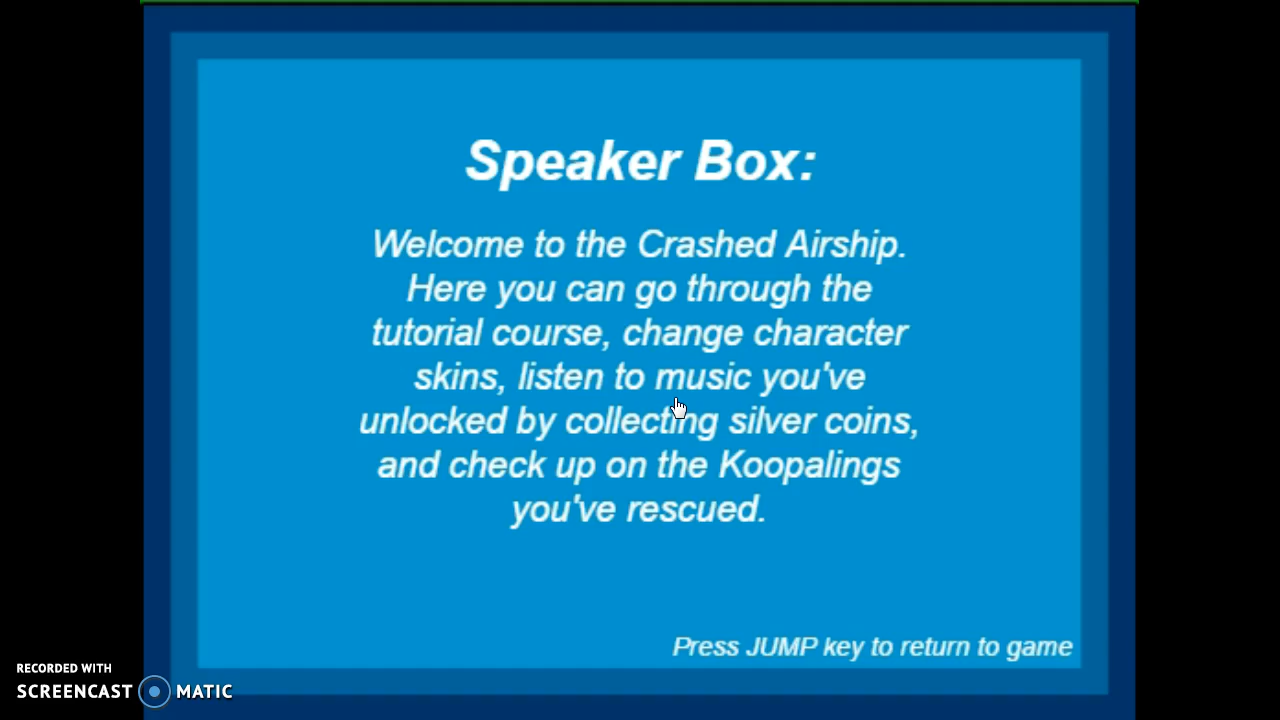 Speaker Box:
Welcome to the Crashed Airship.
Here you can go through the
tutorial course, change character
skins, listen to music you've
unlocked by collecting silver coins,
and check up on the Koopalings
you've rescued.
Press JUMP key to return to game
RECORDED WITH
SCREENCAST MATIC